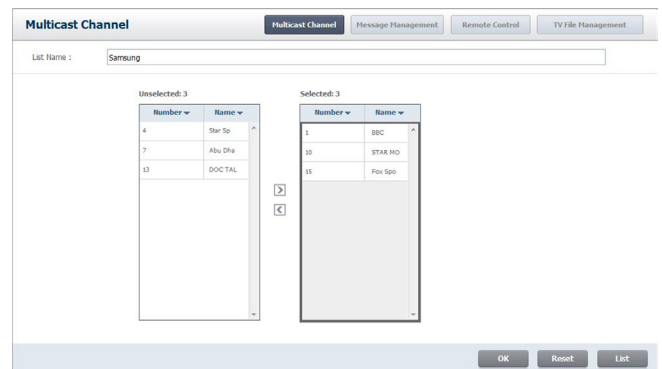 Multicast Channel
Multicast Channel Message Management Remote Control TV File Management
List Name : Samsung
Unselected: 3 Selected: 3
Number Name Number Name
4 Star Sp 1 BBC
7 Abu Dha 10 STAR MO
13 DOC TAL 15 Fox Spo
OK Reset List